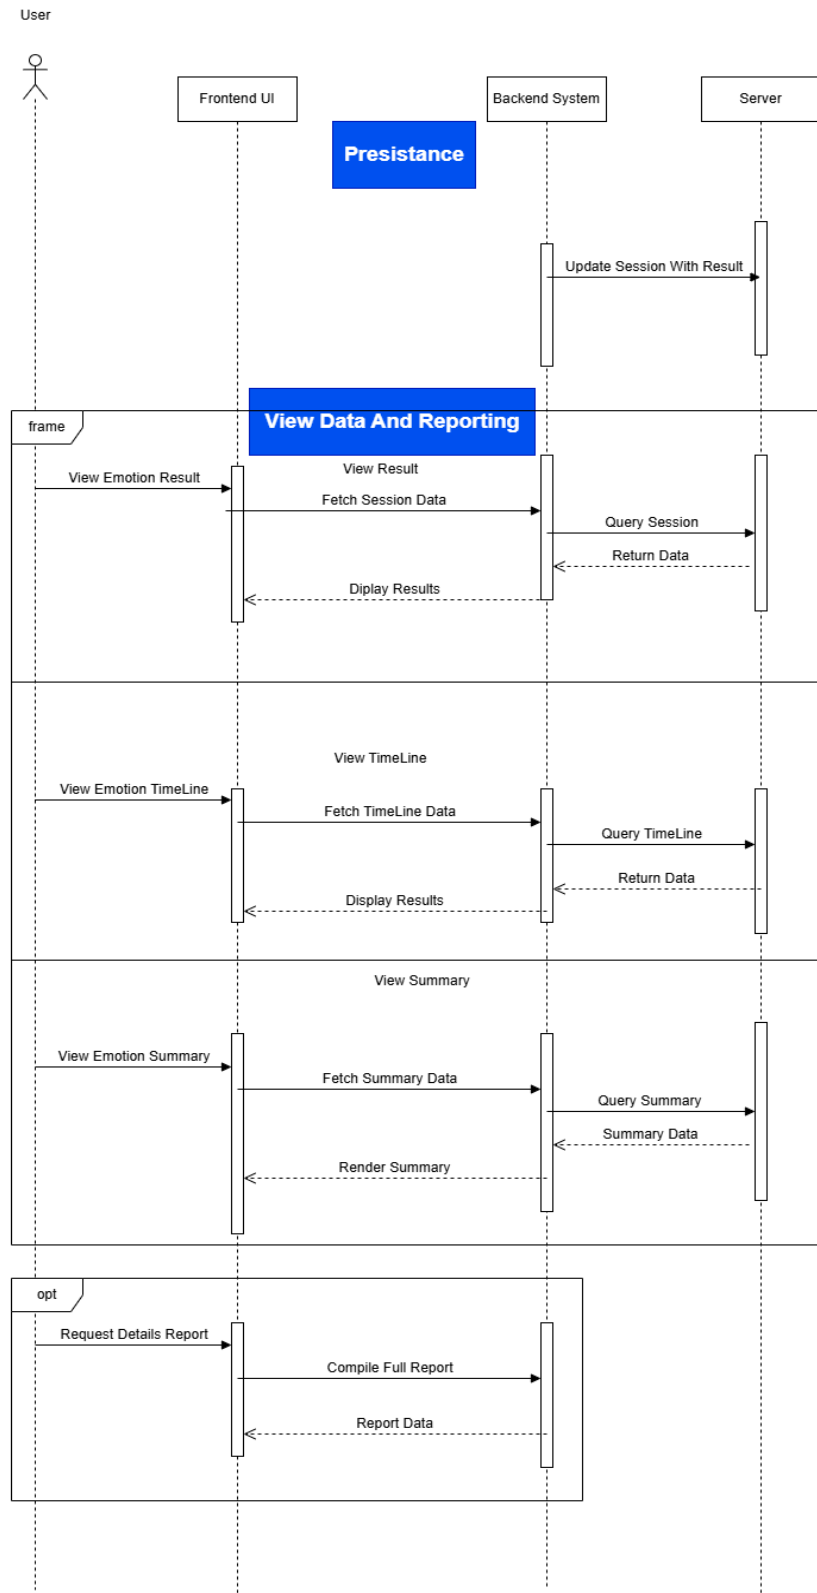 User
Frontend UI
Backend System
Server
Presistance
Update Session With Result
View Data And Reporting
frame
View Result
View Emotion Result
Fetch Session Data
Query Session
Return Data
Diplay Results
View TimeLine
View Emotion TimeLine
Fetch TimeLine Data
Query TimeLine
Return Data
Display Results
View Summary
View Emotion Summary
Fetch Summary Data
Query Summary
Summary Data
Render Summary
opt
Request Details Report
Compile Full Report
Report Data